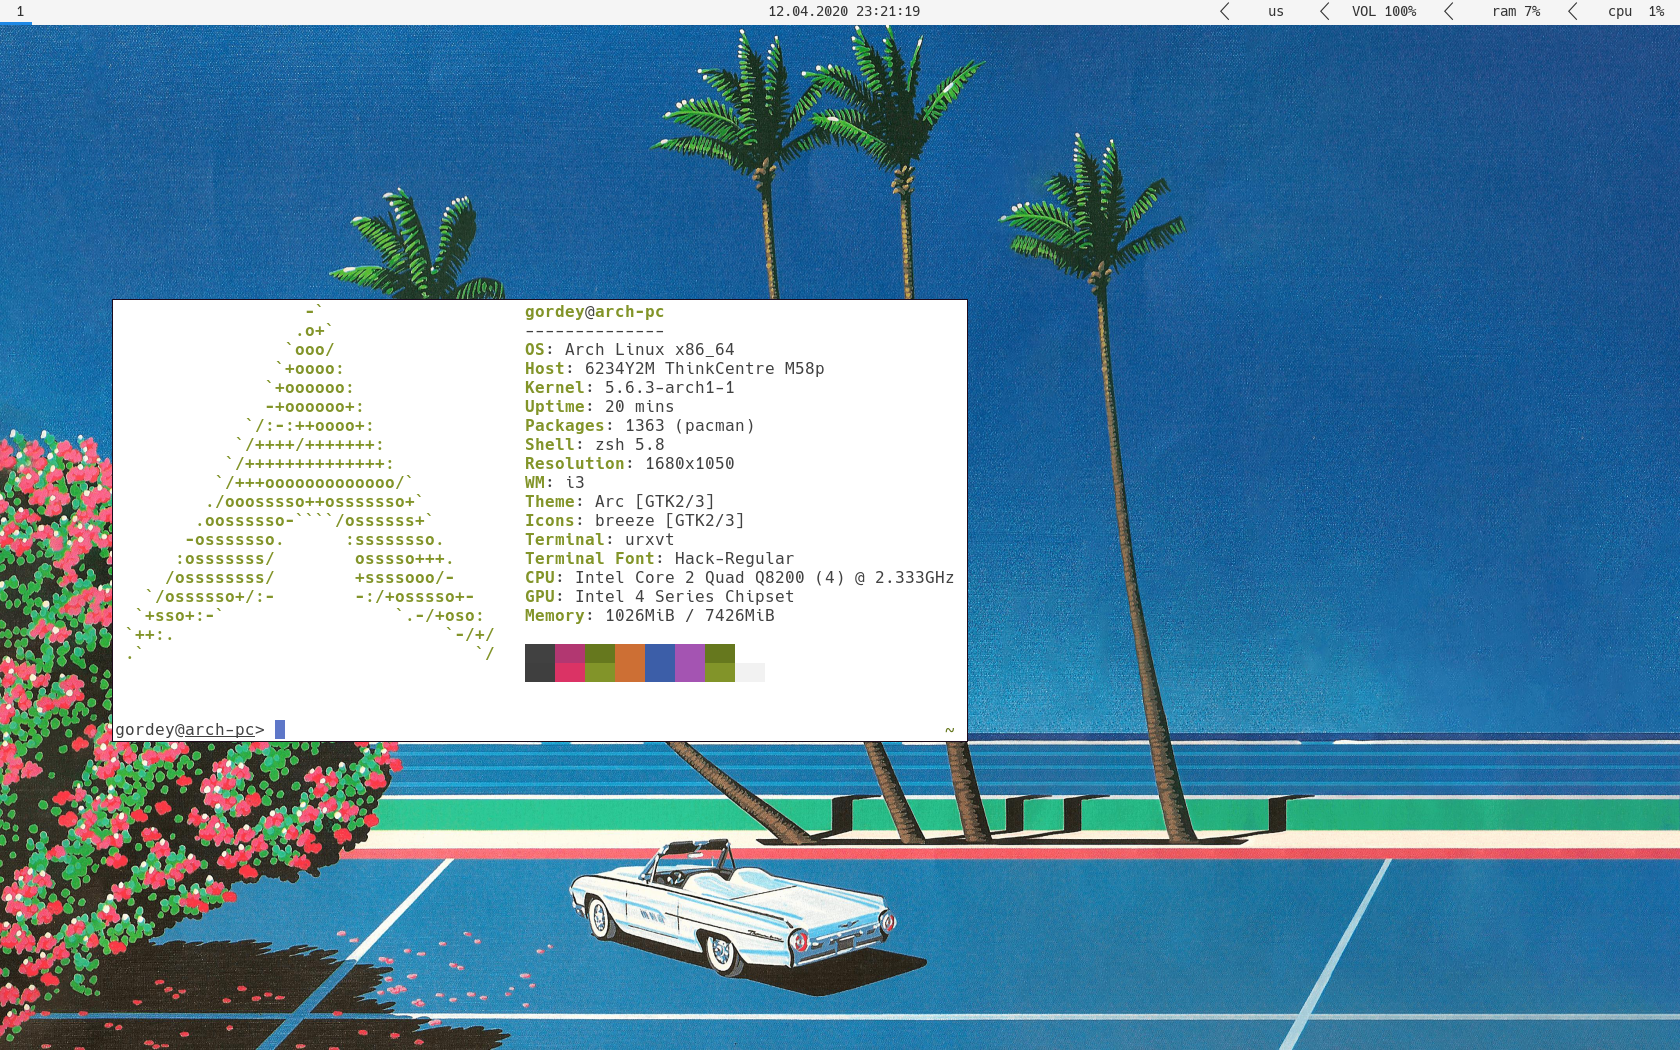 1 12.04.2020 23:21:19 us VOL 100% ram 7% cpu 1%
-`
.o+`
`ooo/
`+oooo:
`+oooooo:
-+oooooo+:
`/:-:++oooo+:
`/++++/+++++++:
`/++++++++++++++:
`/+++ooooooooooooo/`
./ooosssso++osssssso+`
.oossssso-````/ossssss+`
-osssssso. :ssssssso.
:osssssss/ osssso+++.
/ossssssss/ +ssssooo/-
`/ossssso+/:- -:/+osssso+-
`+sso+:-` `.-/+oso:
`++:. `-/+/
.` `/
gordey@arch-pc
--------------
OS: Arch Linux x86_64
Host: 6234Y2M ThinkCentre M58p
Kernel: 5.6.3-arch1-1
Uptime: 20 mins
Packages: 1363 (pacman)
Shell: zsh 5.8
Resolution: 1680x1050
WM: i3
Theme: Arc [GTK2/3]
Icons: breeze [GTK2/3]
Terminal: urxvt
Terminal Font: Hack-Regular
CPU: Intel Core 2 Quad Q8200 (4) @ 2.333GHz
GPU: Intel 4 Series Chipset
Memory: 1026MiB / 7426MiB
gordey@arch-pc> ~